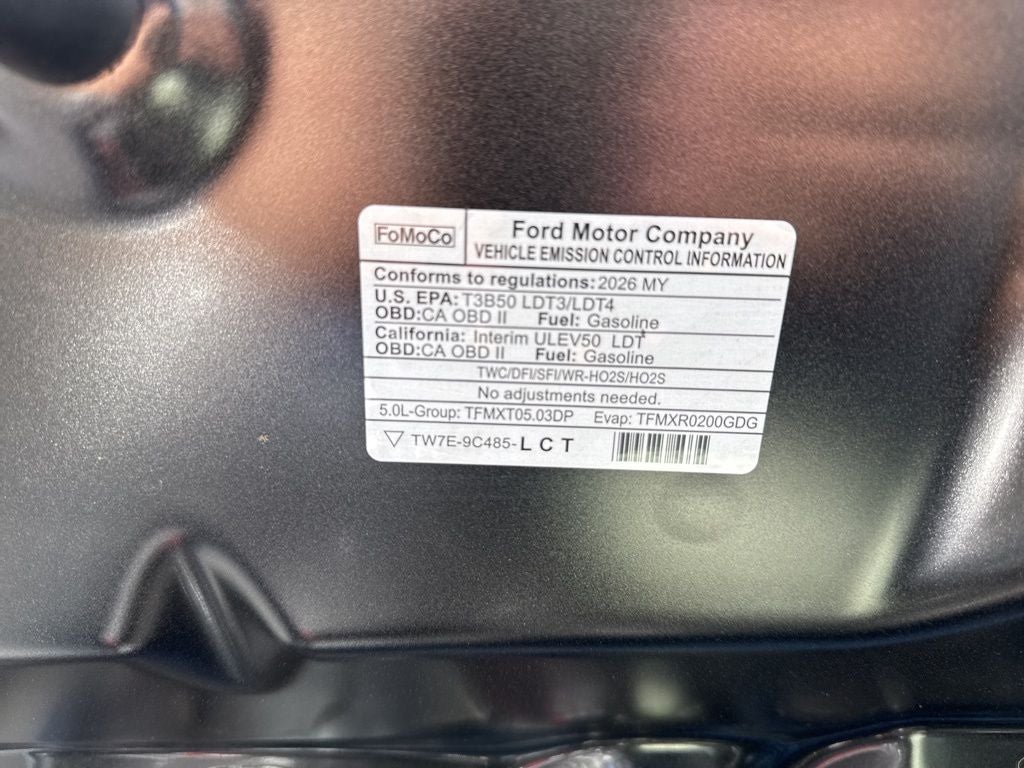 FoMoCo
Ford Motor Company
VEHICLE EMISSION CONTROL INFORMATION
Conforms to regulations: 2026 MY
U.S. EPA: T3B50 LDT3/LDT4
OBD:CA OBD II Fuel: Gasoline
California: Interim ULEV50 LDT
OBD:CA OBD II Fuel: Gasoline
TWC/DFI/SFI/WR-HO2S/HO2S
No adjustments needed.
5.0L-Group: TFMXT05.03DP Evap: TFMXR0200GDG
TW7E-9C485-LCT